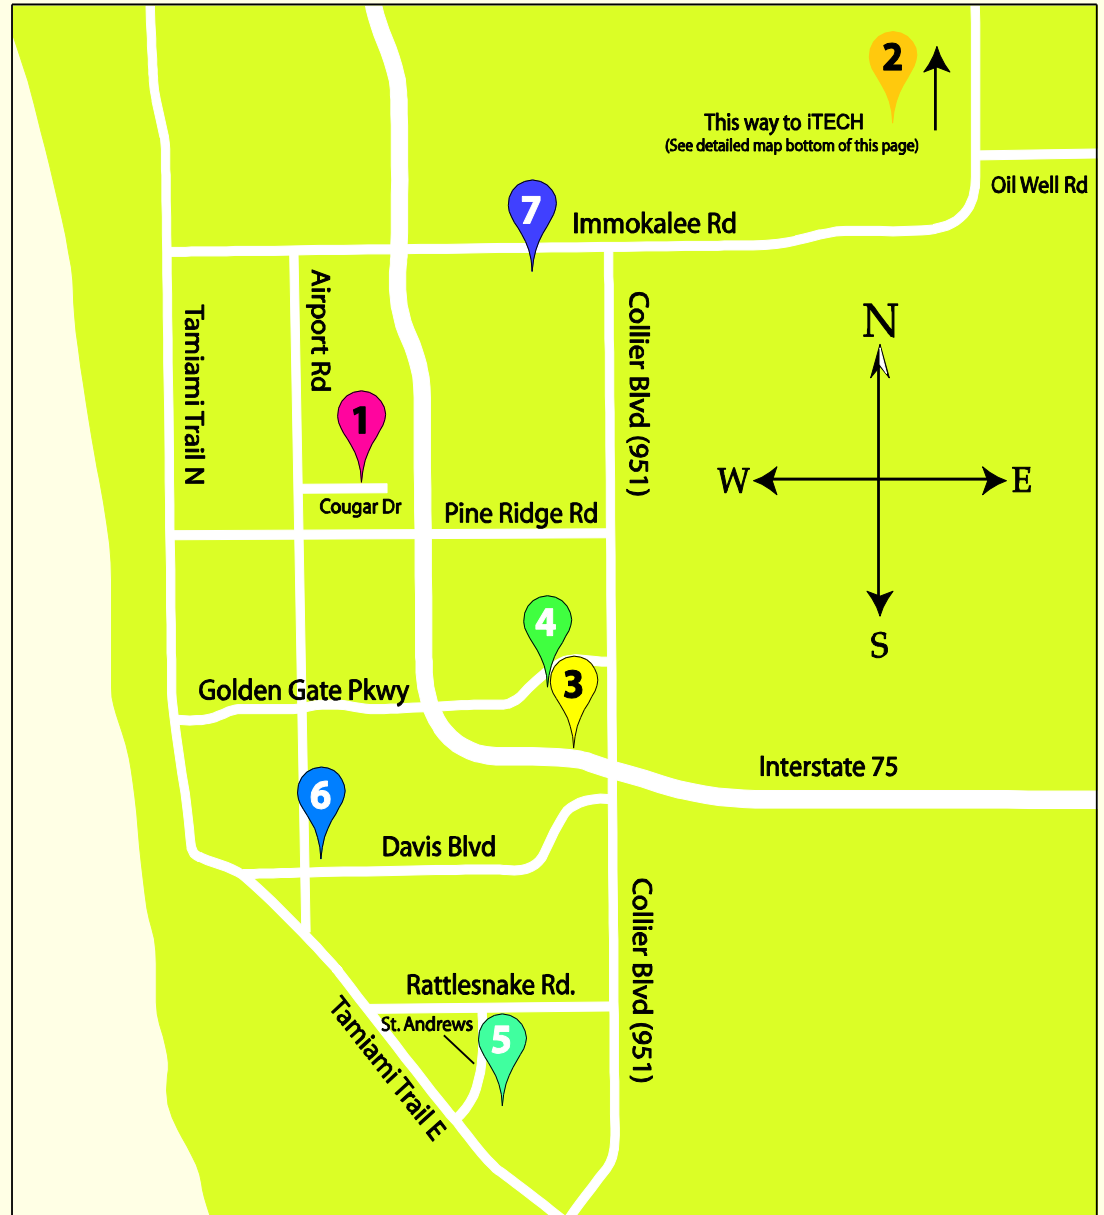 2
This way to iTECH
(See detailed map bottom of this page)
Oil Well Rd
7
Immokalee Rd
Airport Rd
Tamiami Trail N
Collier Blvd (951)
N
1
W
E
Cougar Dr
Pine Ridge Rd
4
S
3
Golden Gate Pkwy
Interstate 75
6
Davis Blvd
Collier Blvd (951)
Rattlesnake Rd.
St. Andrews
5
Tamiami Trail E